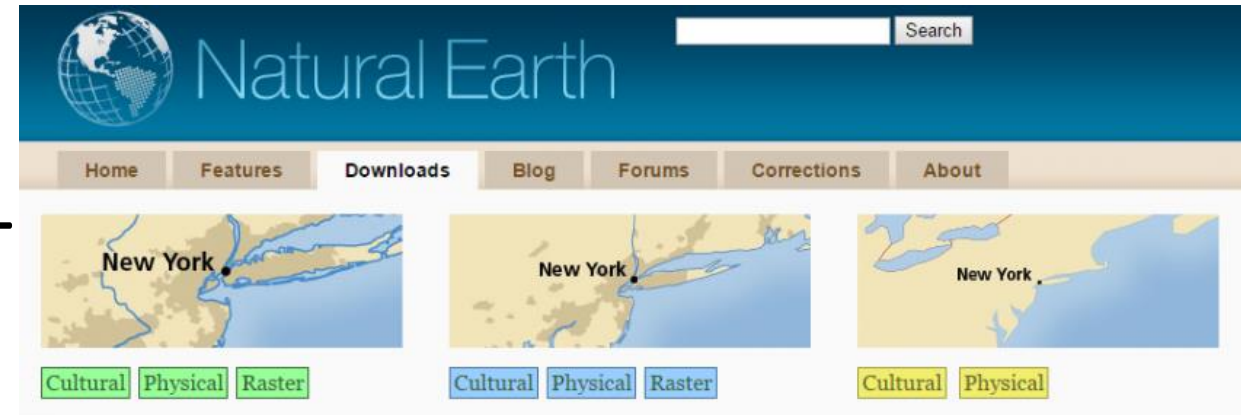 Natural Earth
Search
Home Features Downloads Blog Forums Corrections About
New York
New York
New York
Cultural Physical Raster
Cultural Physical Raster
Cultural Physical